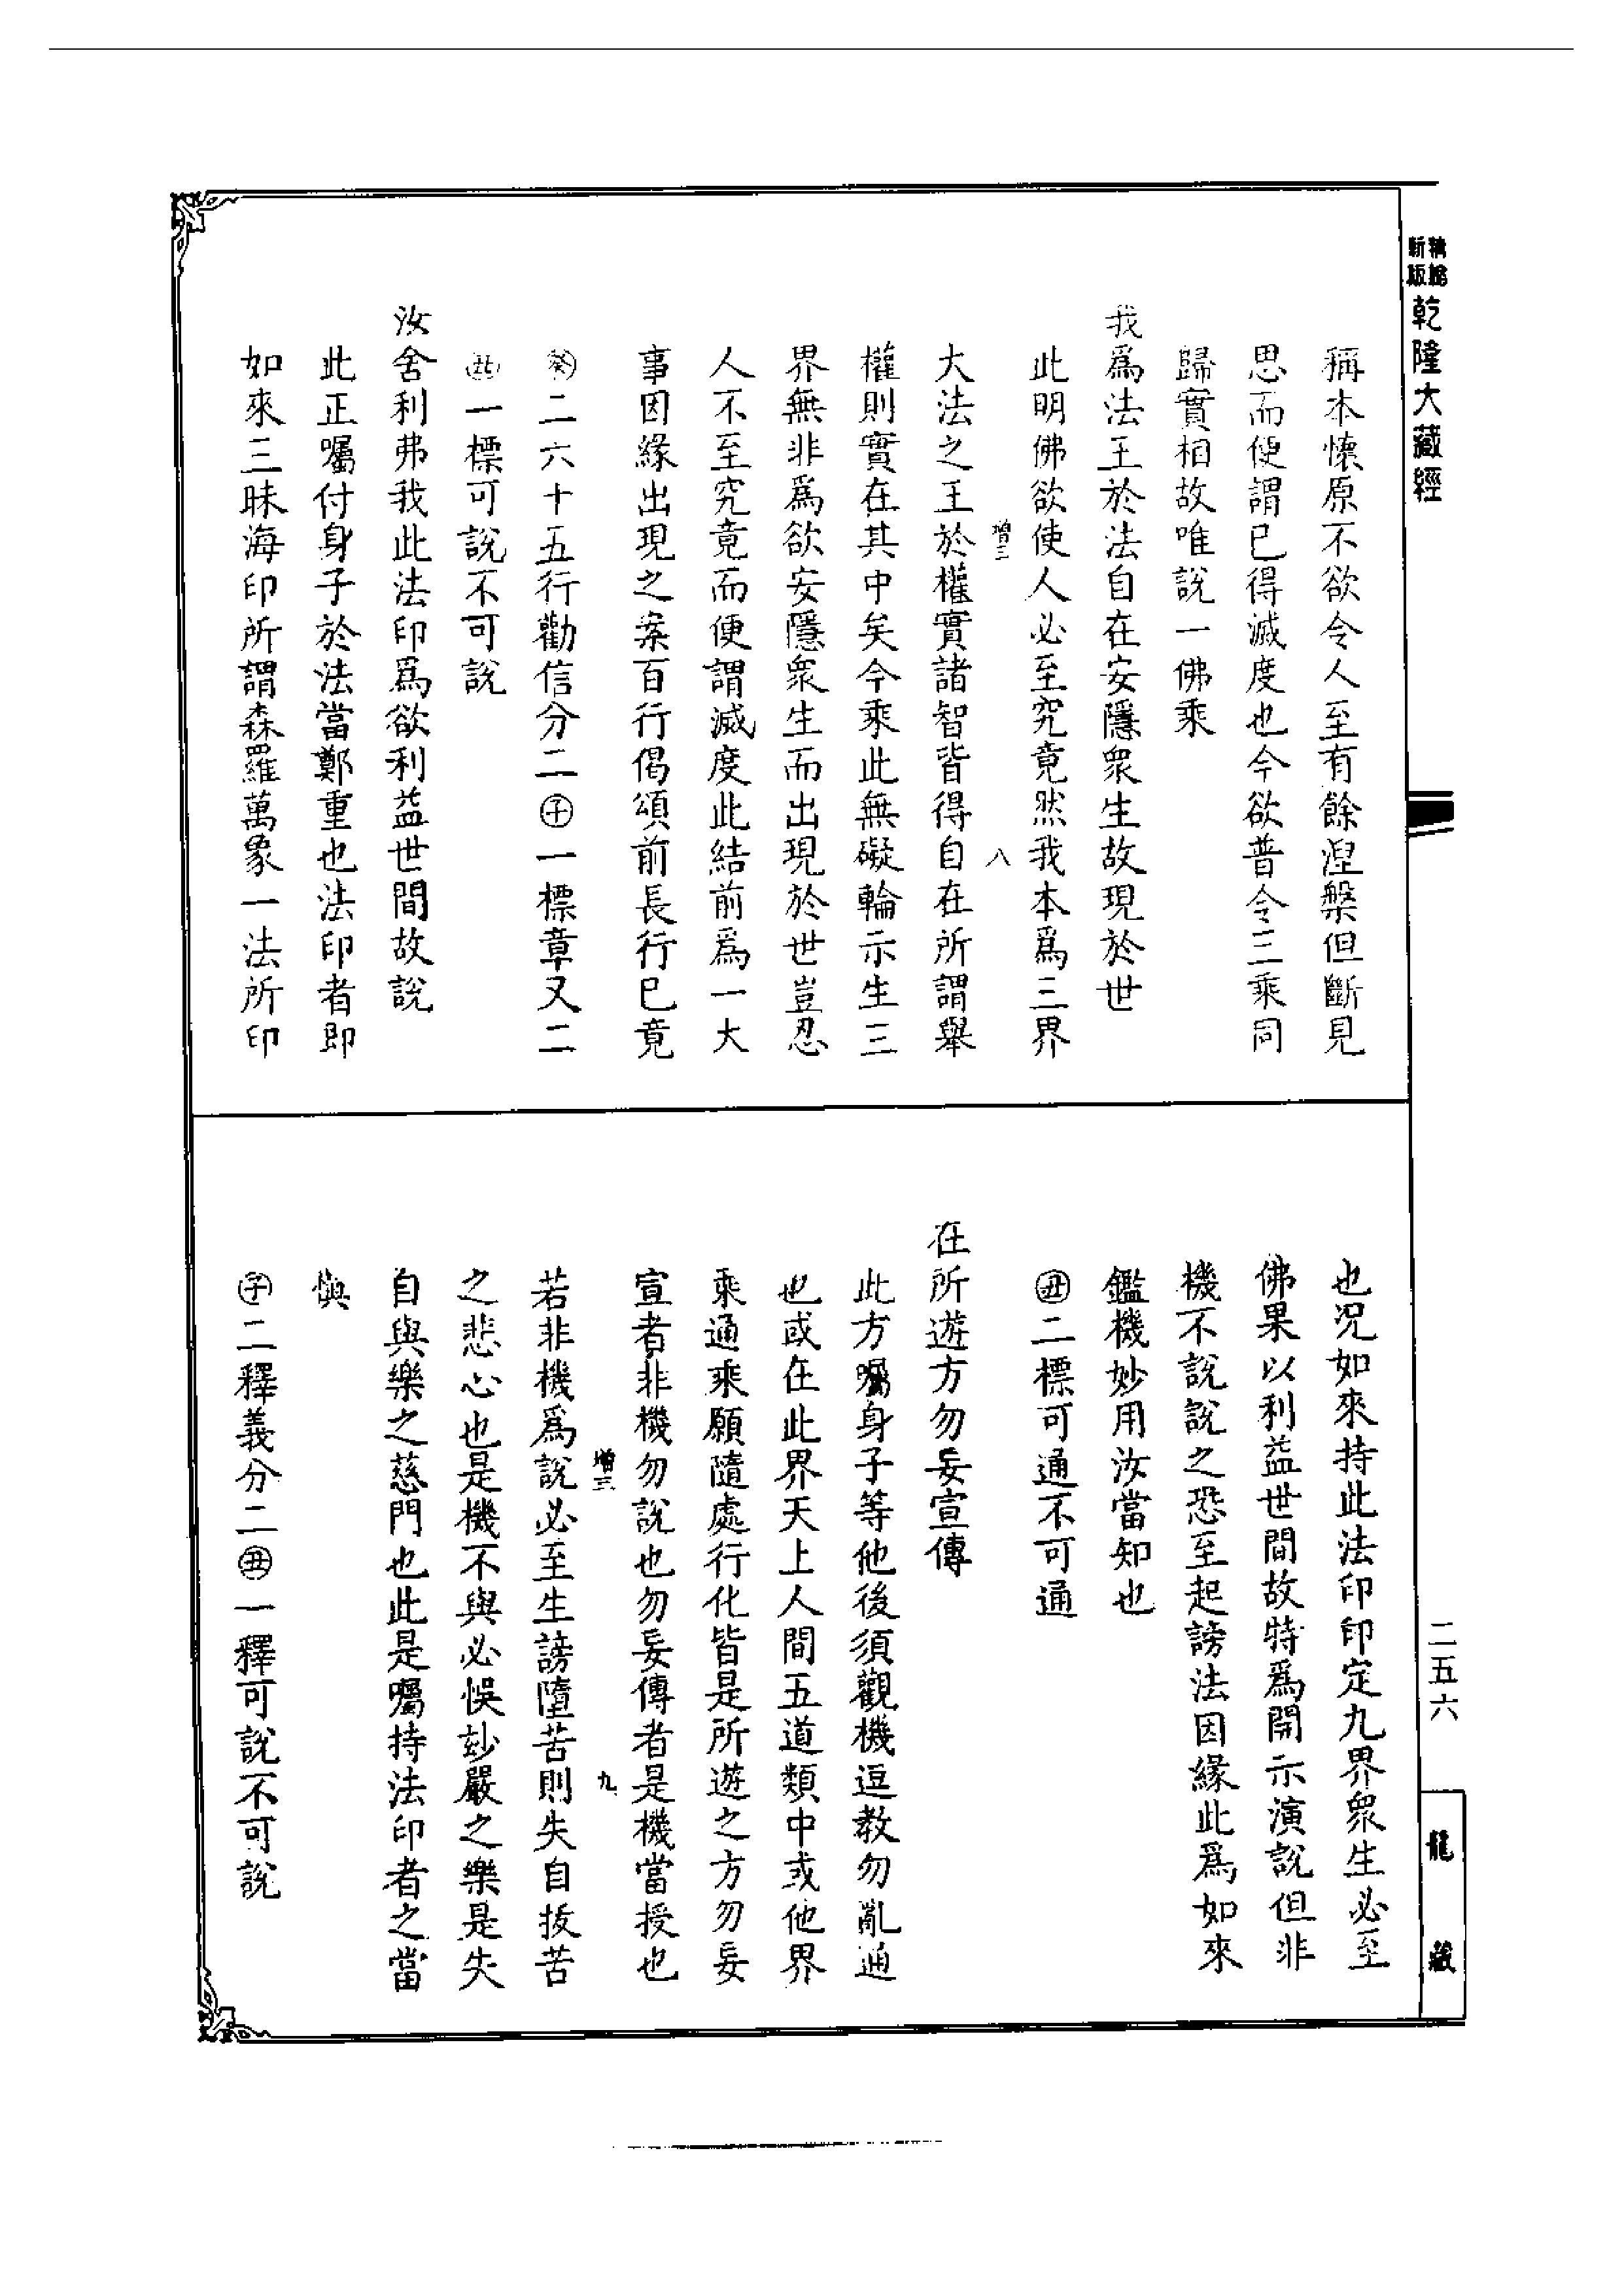 精繪
新版
乾隆大藏經
稱本懷原不欲令人至有餘涅槃但斷見
思而便謂已得滅度也今欲普令三乘同
歸實相故唯說一佛乘
我爲法王於法自在安隱衆生故現於世
此明佛欲使人必至究竟然我本爲三界
增三
八
大法之王於權實諸智皆得自在所謂舉
權則實在其中矣今乘此無礙輪示生三
界無非爲欲安隱衆生而出現於世豈忍
人不至究竟而便謂滅度此結前爲一大
事因緣出現之案百行偈頌前長行已竟
㊅二六十五行勸信分二㊉一標章又二
㊄一標可說不可說
汝舍利弗我此法印爲欲利益世間故說
此正囑付身子於法當鄭重也法印者即
如來三昧海印所謂森羅萬象一法所印
也况如來持此法印印定九界衆生必至
佛果以利益世間故特爲開示演說但非
機不說說之恐至起謗法因緣此爲如來
鑑機妙用汝當知也
丑二標可通不可通
在所遊方勿妄宣傳
此方囑身子等他後須觀機逗教勿亂通
也或在此界天上人間五道類中或他界
乘通乘願隨處行化皆是所遊之方勿妄
宣者非機勿說也勿妄傳者是機當授也
增三
九
若非機爲說必至生謗墮苦則失自拔苦
之悲心也是機不與必悞玅嚴之樂是失
自與樂之慈門也此是囑持法印者之當
慎
子二釋義分二丑一釋可說不可說
二五六
龍藏